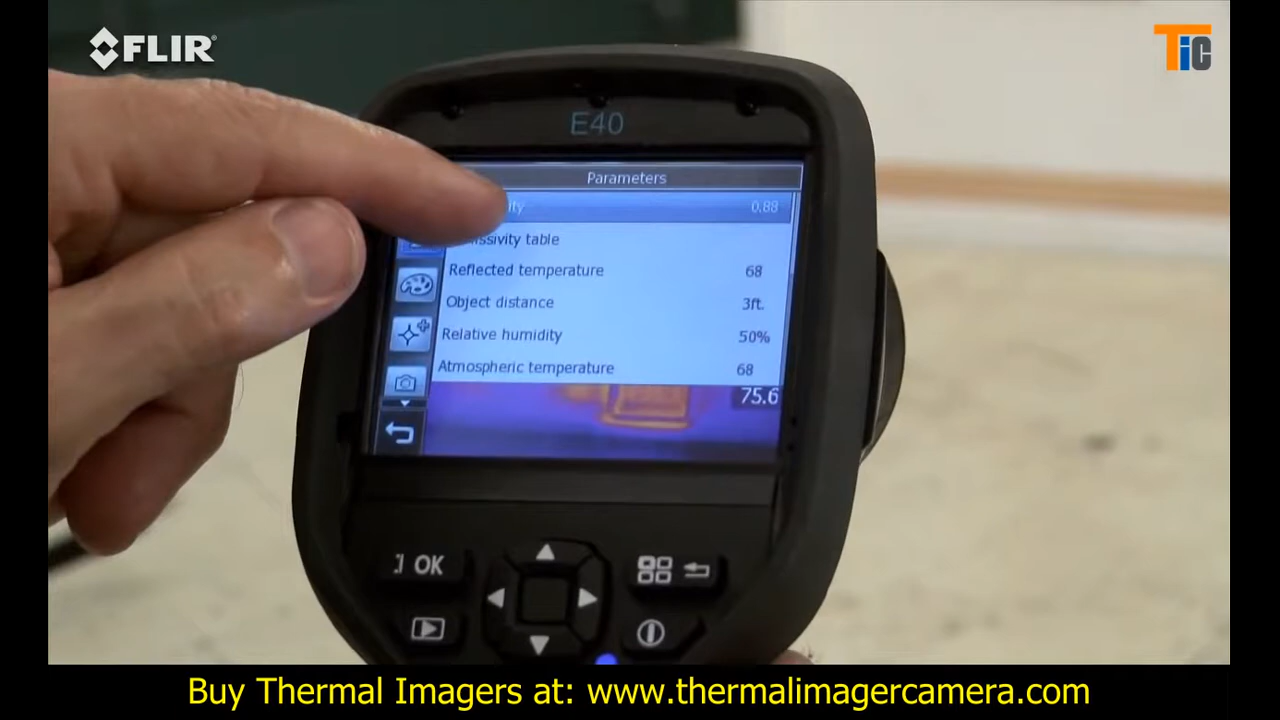 FLIR
TiC
E40
Parameters
0.88
table
Reflected temperature 68
Object distance 3ft.
Relative humidity 50%
Atmospheric temperature 68
75.6
OK
Buy Thermal Imagers at: www.thermalimagercamera.com